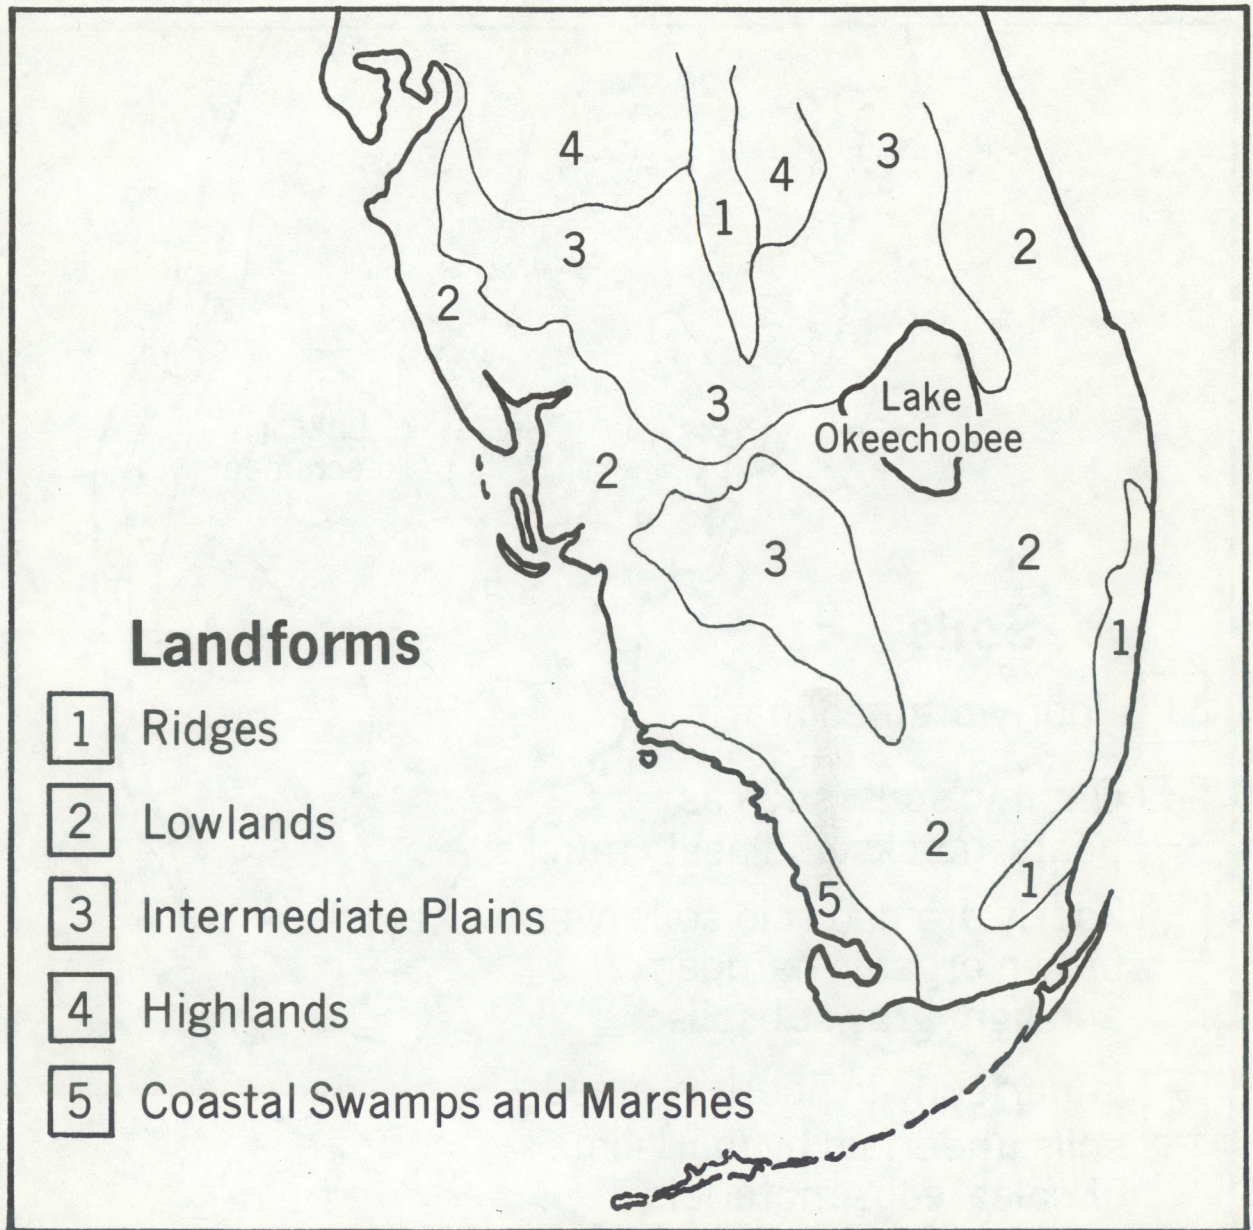 4
4
3
1
3
2
2
3
Lake
Okeechobee
2
3
2
1
2
1
5
Landforms
1 Ridges
2 Lowlands
3 Intermediate Plains
4 Highlands
5 Coastal Swamps and Marshes